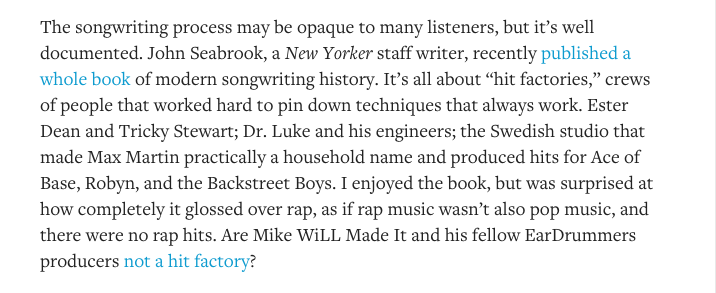 The songwriting process may be opaque to many listeners, but it’s well
documented. John Seabrook, a New Yorker staff writer, recently published a
whole book of modern songwriting history. It’s all about “hit factories,” crews
of people that worked hard to pin down techniques that always work. Ester
Dean and Tricky Stewart; Dr. Luke and his engineers; the Swedish studio that
made Max Martin practically a household name and produced hits for Ace of
Base, Robyn, and the Backstreet Boys. I enjoyed the book, but was surprised at
how completely it glossed over rap, as if rap music wasn’t also pop music, and
there were no rap hits. Are Mike WiLL Made It and his fellow EarDrummers
producers not a hit factory?